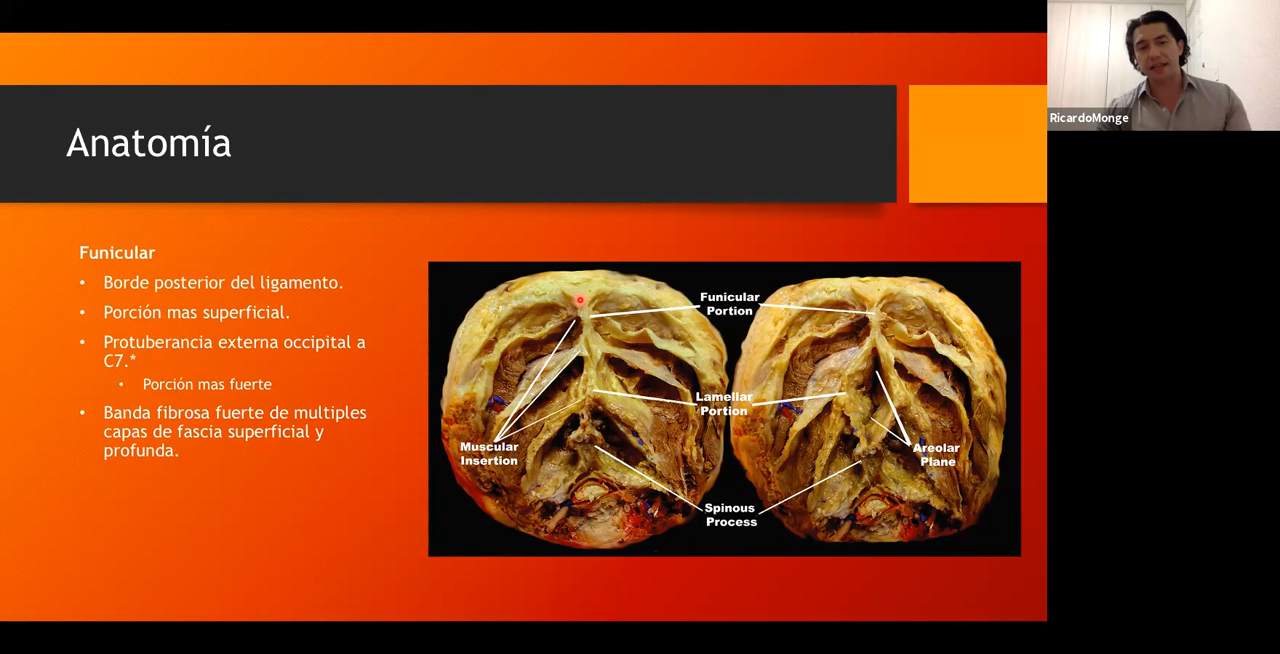 Anatomía
RicardoMonge
Funicular
• Borde posterior del ligamento.
• Porción mas superficial.
• Protuberancia externa occipital a
C7.*
• Porción mas fuerte
• Banda fibrosa fuerte de multiples
capas de fascia superficial y
profunda.
Funicular
Portion
Lamellar
Portion
Muscular
Insertion
Areolar
Plane
Spinous
Process